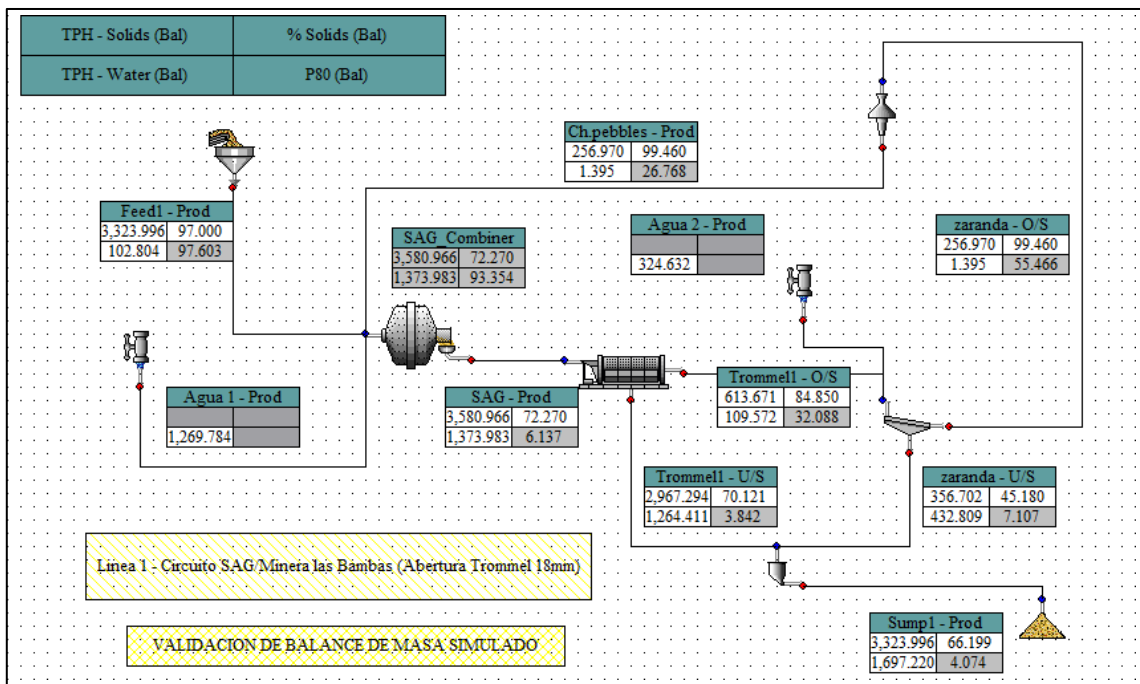 TPH - Solids (Bal) % Solids (Bal)
TPH - Water (Bal) P80 (Bal)
Ch.pebbles - Prod
256.970 99.460
1.395 26.768
Feed1 - Prod
3,323.996 97.000
102.804 97.603
SAG_Combiner
3,580.966 72.270
1,373.983 93.354
Agua 2 - Prod
324.632
zaranda - O/S
256.970 99.460
1.395 55.466
Agua 1 - Prod
1,269.784
SAG - Prod
3,580.966 72.270
1,373.983 6.137
Trommel1 - O/S
613.671 84.850
109.572 32.088
Trommel1 - U/S
2,967.294 70.121
1,264.411 3.842
zaranda - U/S
356.702 45.180
432.809 7.107
Linea 1 - Circuito SAG/Minera las Bambas (Abertura Trommel 18mm)
VALIDACION DE BALANCE DE MASA SIMULADO
Sump1 - Prod
3,323.996 66.199
1,697.220 4.074